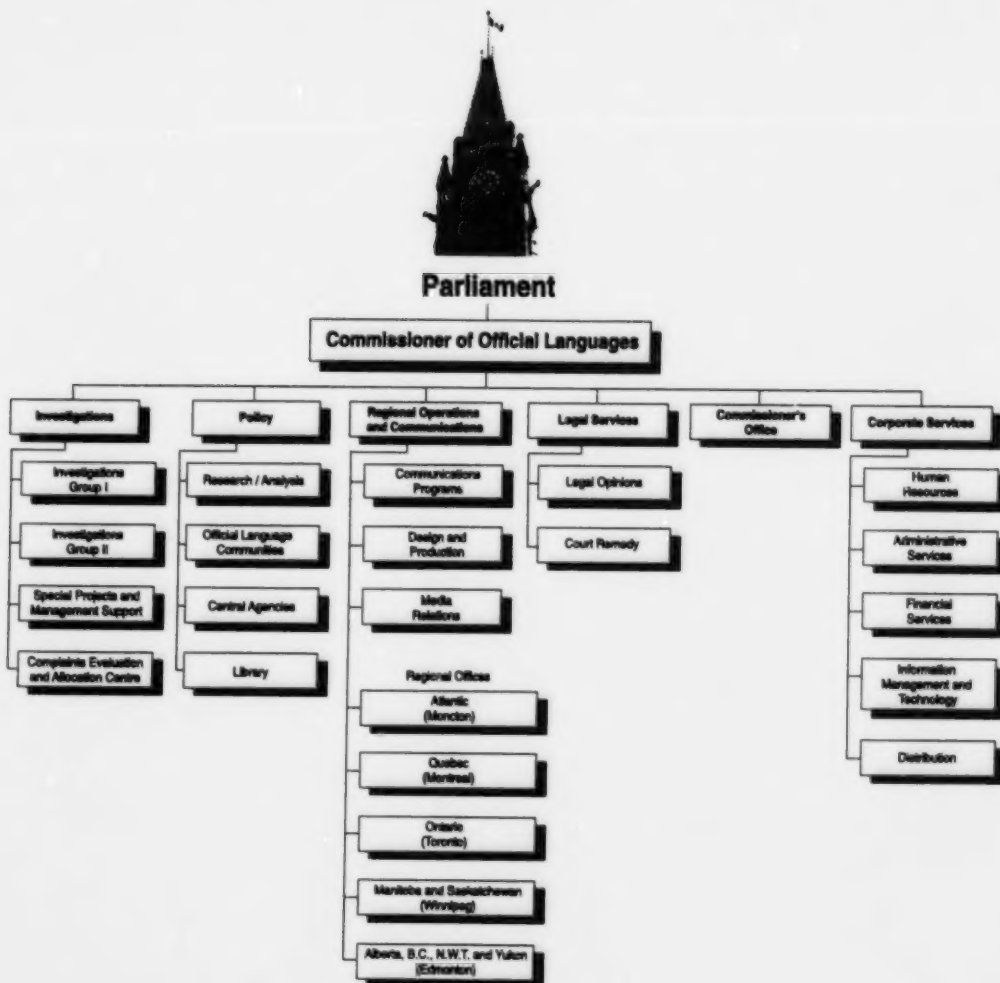 Parliament
Commissioner of Official Languages
Investigations
Investigations
Group I
Investigations
Group II
Special Projects and
Management Support
Complaints Evaluation
and Allocation Centre
Policy
Research / Analysis
Official Language
Communities
Central Agencies
Library
Regional Operations
and Communications
Communications
Programs
Design and
Production
Media
Relations
Regional Offices
Atlantic
(Moncton)
Quebec
(Montreal)
Ontario
(Toronto)
Manitoba and Saskatchewan
(Winnipeg)
Alberta, B.C., N.W.T. and Yukon
(Edmonton)
Legal Services
Legal Opinions
Court Remedy
Commissioner's
Office
Corporate Services
Human
Resources
Administrative
Services
Financial
Services
Information
Management and
Technology
Distribution